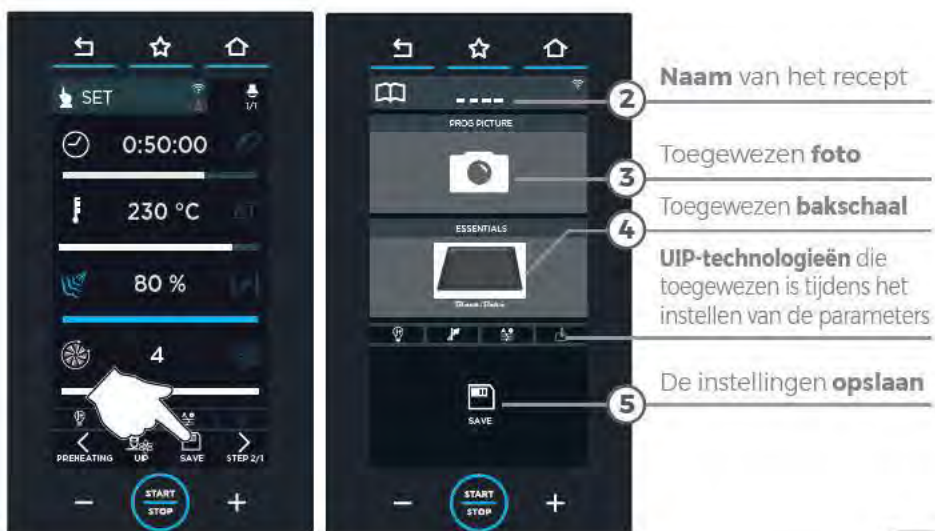 SET
1/1
0:50:00
230 °C
ΔT
80 %
4
PREHEATING
UIP
SAVE
STEP 2/1
START
STOP
PROG PICTURE
ESSENTIALS
SAVE
START
STOP
2
Naam van het recept
3
Toegewezen foto
4
Toegewezen bakschaal
UIP-technologieën die
toegewezen is tijdens het
instellen van de parameters
5
De instellingen opslaan